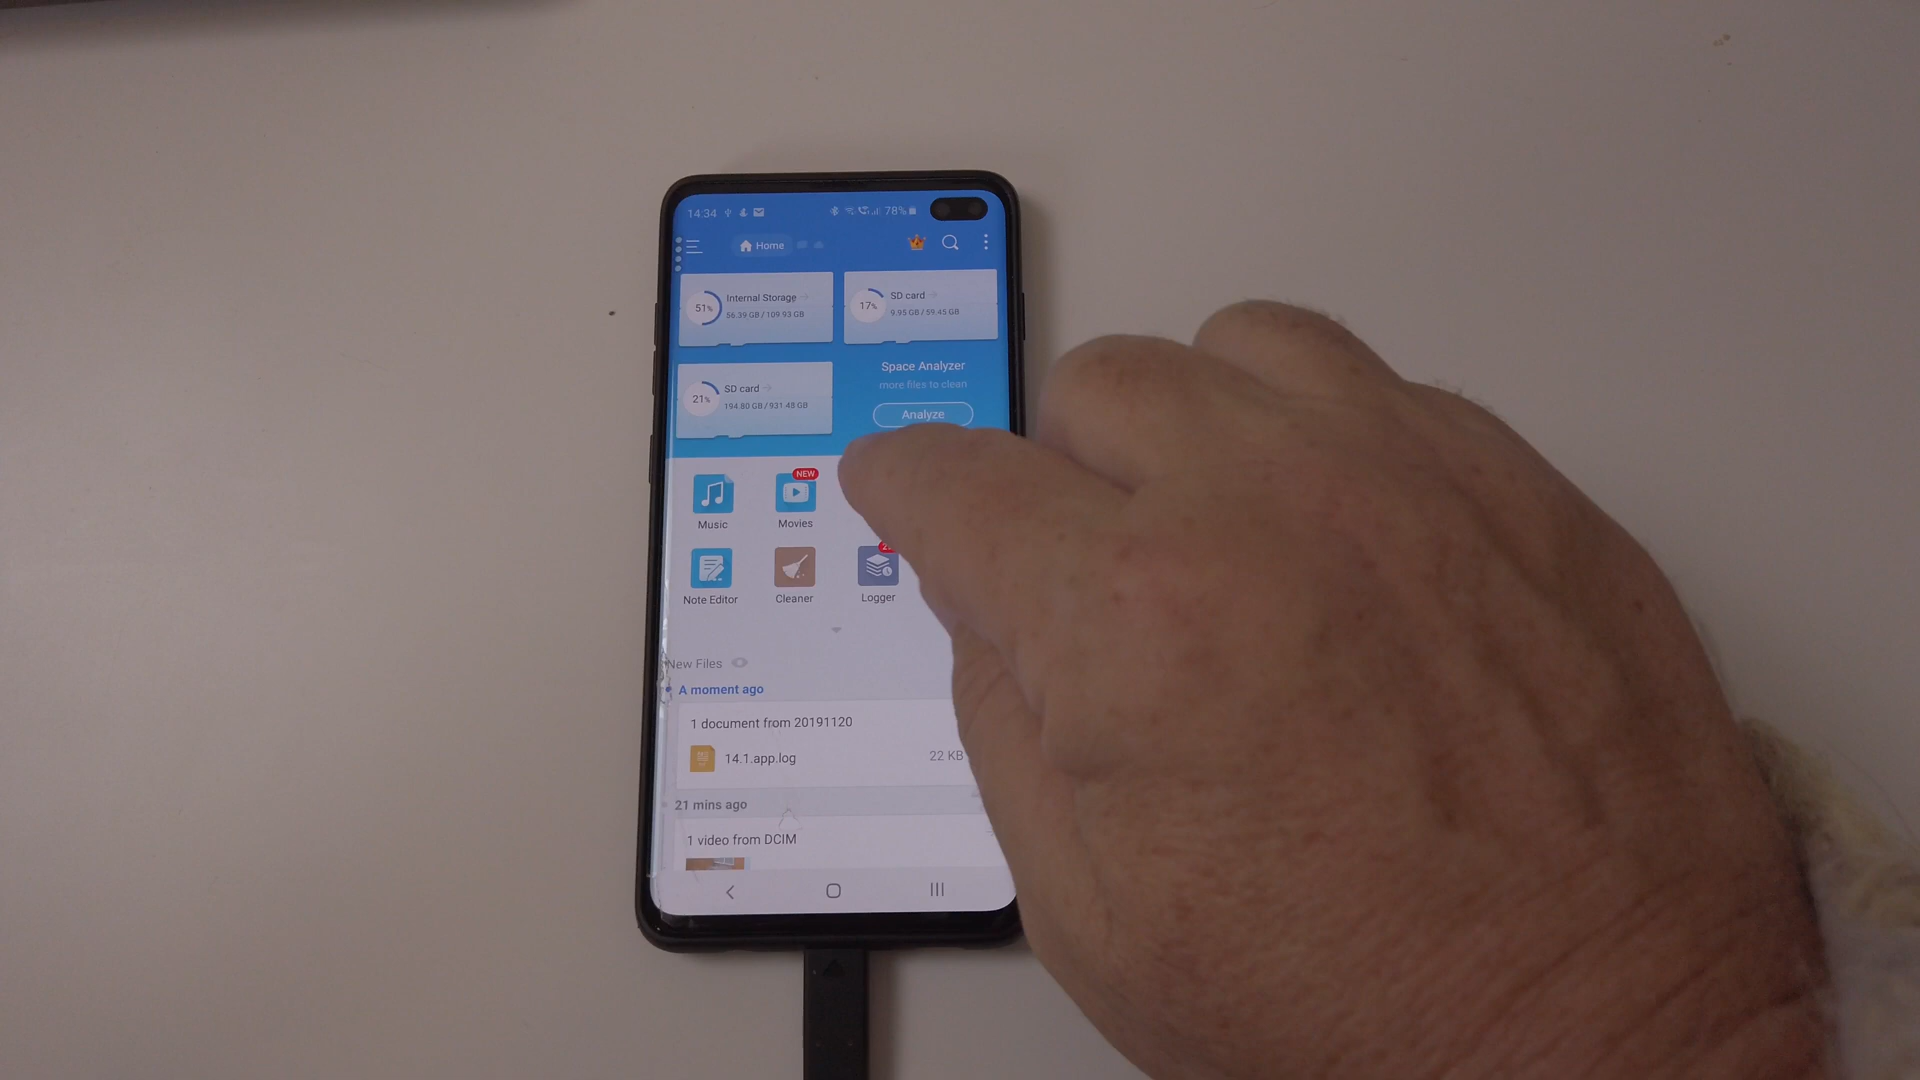 14:34
78%
Home
51%
Internal Storage
56.39 GB / 109.93 GB
17%
SD card
9.95 GB / 59.45 GB
21%
SD card
194.80 GB / 931.48 GB
Space Analyzer
more files to clean
Analyze
NEW
Music
Movies
Note Editor
Cleaner
Logger
New Files
A moment ago
1 document from 20191120
14.1.app.log
22 KB
21 mins ago
1 video from DCIM